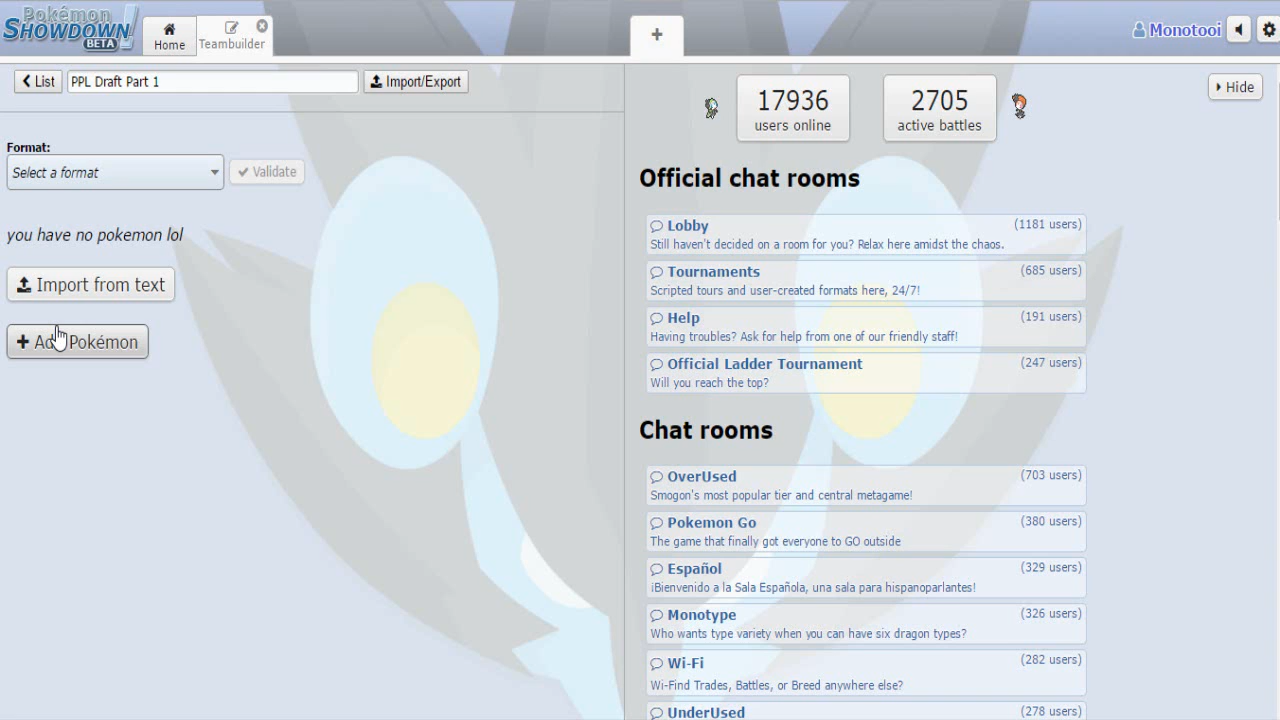 Pokémon
SHOWDOWN!
BETA
Home
Teambuilder
+
Monotooi
List
PPL Draft Part 1
Import/Export
Format:
Select a format
Validate
you have no pokemon lol
Import from text
Pokémon
17936
users online
2705
active battles
Hide
Official chat rooms
Lobby (1181 users)
Still haven't decided on a room for you? Relax here amidst the chaos.
Tournaments (685 users)
Scripted tours and user-created formats here, 24/7!
Help (191 users)
Having troubles? Ask for help from one of our friendly staff!
Official Ladder Tournament (247 users)
Will you reach the top?
Chat rooms
OverUsed (703 users)
Smogon's most popular tier and central metagame!
Pokemon Go (380 users)
The game that finally got everyone to GO outside
Español (329 users)
¡Bienvenido a la Sala Española, una sala para hispanoparlantes!
Monotype (326 users)
Who wants type variety when you can have six dragon types?
Wi-Fi (282 users)
Wi-Find Trades, Battles, or Breed anywhere else?
UnderUsed (278 users)